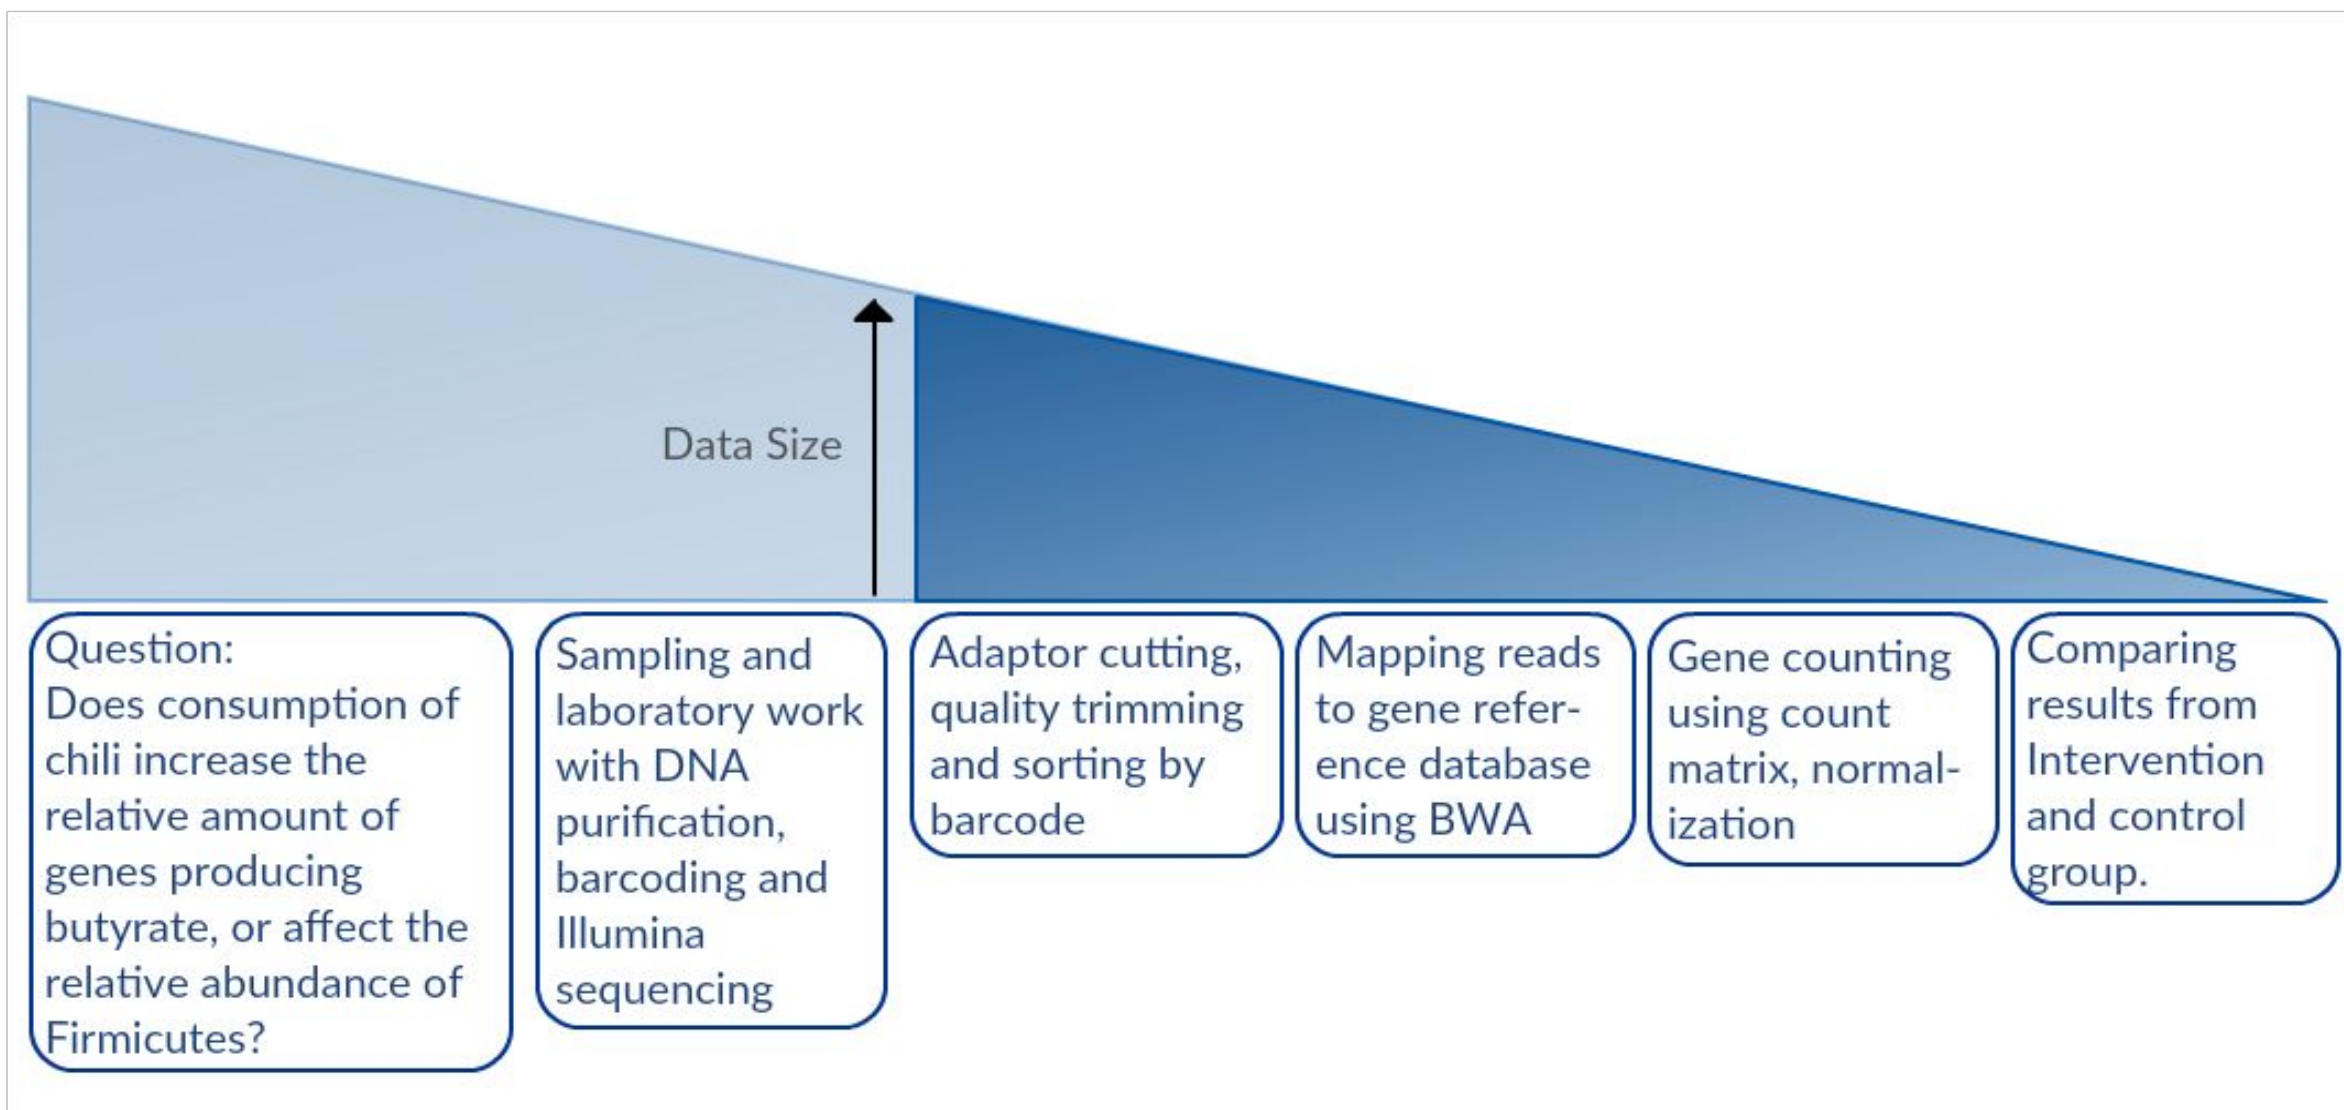 Data Size
Question:
Does consumption of
chili increase the
relative amount of
genes producing
butyrate, or affect the
relative abundance of
Firmicutes?
Sampling and
laboratory work
with DNA
purification,
barcoding and
Illumina
sequencing
Adaptor cutting,
quality trimming
and sorting by
barcode
Mapping reads
to gene refer-
ence database
using BWA
Gene counting
using count
matrix, normal-
ization
Comparing
results from
Intervention
and control
group.